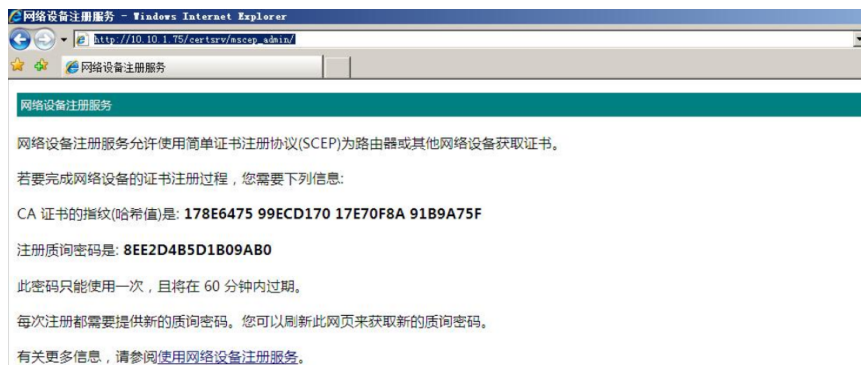 网络设备注册服务 - Windows Internet Explorer
http://10.10.1.75/certsrv/mscep_admin/
网络设备注册服务
网络设备注册服务
网络设备注册服务允许使用简单证书注册协议(SCEP)为路由器或其他网络设备获取证书。
若要完成网络设备的证书注册过程，您需要下列信息:
CA 证书的指纹(哈希值)是: 178E6475 99ECD170 17E70F8A 91B9A75F
注册质询密码是: 8EE2D4B5D1B09AB0
此密码只能使用一次，且将在 60 分钟内过期。
每次注册都需要提供新的质询密码。您可以刷新此网页来获取新的质询密码。
有关更多信息，请参阅使用网络设备注册服务。